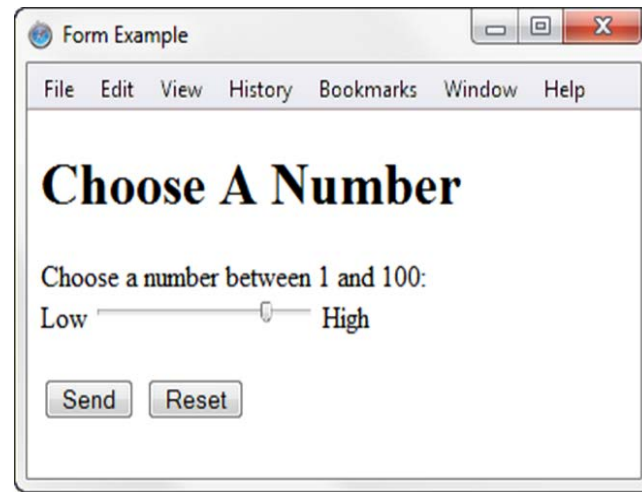 Form Example
File Edit View History Bookmarks Window Help
Choose A Number
Choose a number between 1 and 100:
Low High
Send Reset